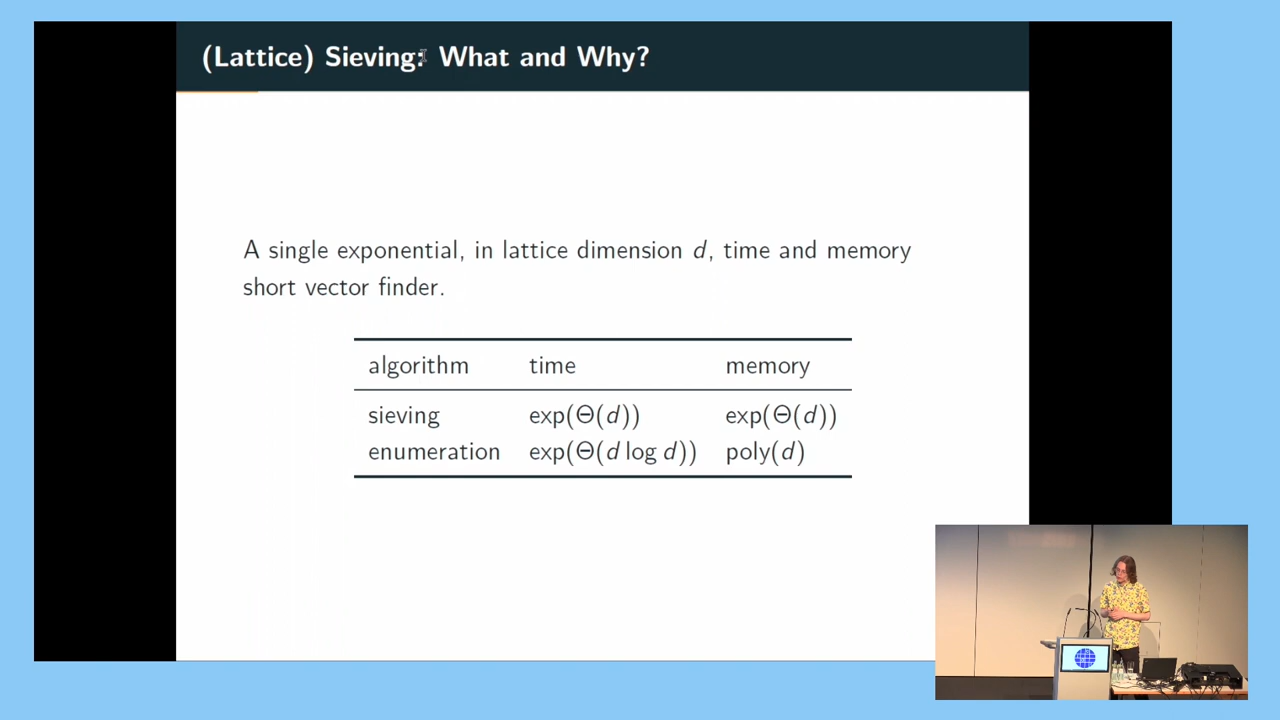 (Lattice) Sieving: What and Why?
A single exponential, in lattice dimension d, time and memory
short vector finder.
algorithm time memory
sieving exp(Θ(d)) exp(Θ(d))
enumeration exp(Θ(d log d)) poly(d)